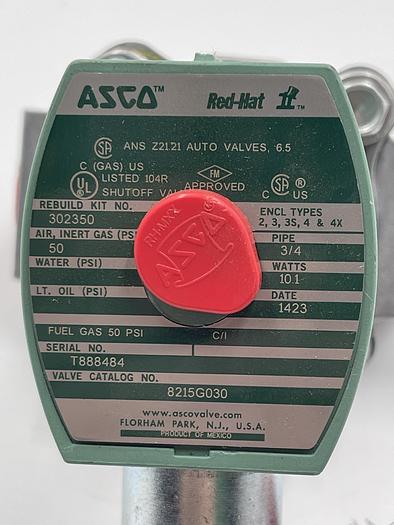 ASCO™ Red-Hat II™
ANS Z21.21 AUTO VALVES, 6.5
C (GAS) US
LISTED 104R FM
UL SHUTOFF APPROVED C US
REBUILD KIT NO. ENCL TYPES
302350 2, 3, 3S, 4 & 4X
AIR, INERT GAS (PSI PIPE
50 3/4
WATER (PSI) WATTS
10.1
LT. OIL (PSI) DATE
1423
FUEL GAS 50 PSI C/I
SERIAL NO.
T888484
VALVE CATALOG NO.
8215G030
www.ascovalve.com
FLORHAM PARK, N.J., U.S.A.
PRODUCT OF MEXICO
ASCO